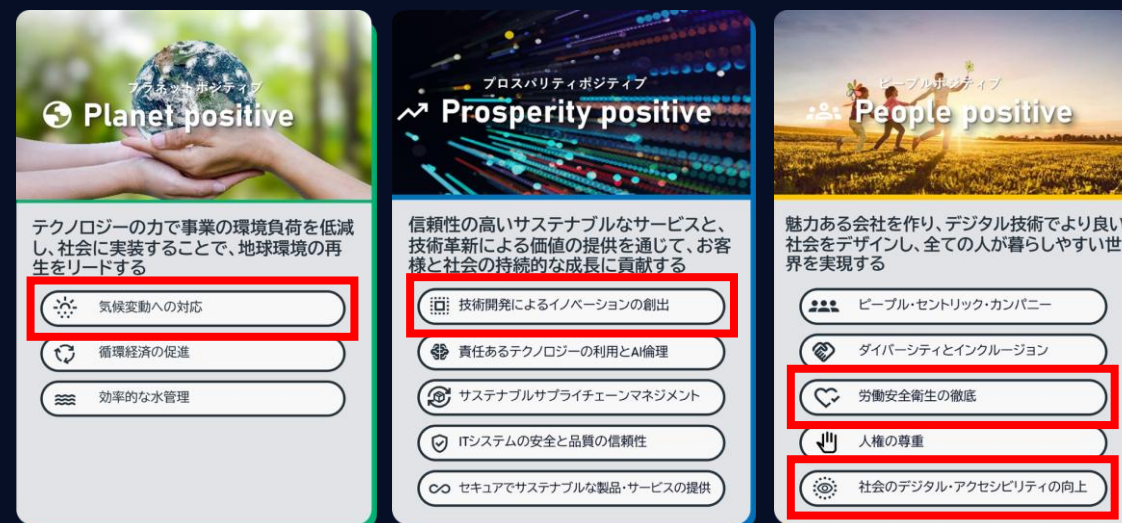 プラネットポジティブ
Planet positive
テクノロジーの力で事業の環境負荷を低減
し、社会に実装することで、地球環境の再
生をリードする
気候変動への対応
循環経済の促進
効率的な水管理
プロスパリティポジティブ
Prosperity positive
信頼性の高いサステナブルなサービスと、
技術革新による価値の提供を通じて、お客
様と社会の持続的な成長に貢献する
技術開発によるイノベーションの創出
責任あるテクノロジーの利用とAI倫理
サステナブルサプライチェーンマネジメント
ITシステムの安全と品質の信頼性
セキュアでサステナブルな製品・サービスの提供
ピープルポジティブ
People positive
魅力ある会社を作り、デジタル技術でより良い
社会をデザインし、全ての人が暮らしやすい世
界を実現する
ピープル・セントリック・カンパニー
ダイバーシティとインクルージョン
労働安全衛生の徹底
人権の尊重
社会のデジタル・アクセシビリティの向上